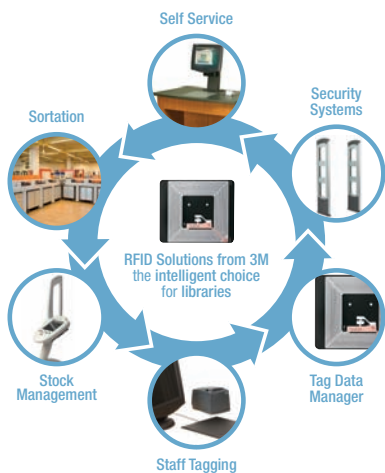 Self Service
Security
Systems
Sortation
RFID Solutions from 3M
the intelligent choice
for libraries
Stock
Management
Tag Data
Manager
Staff Tagging